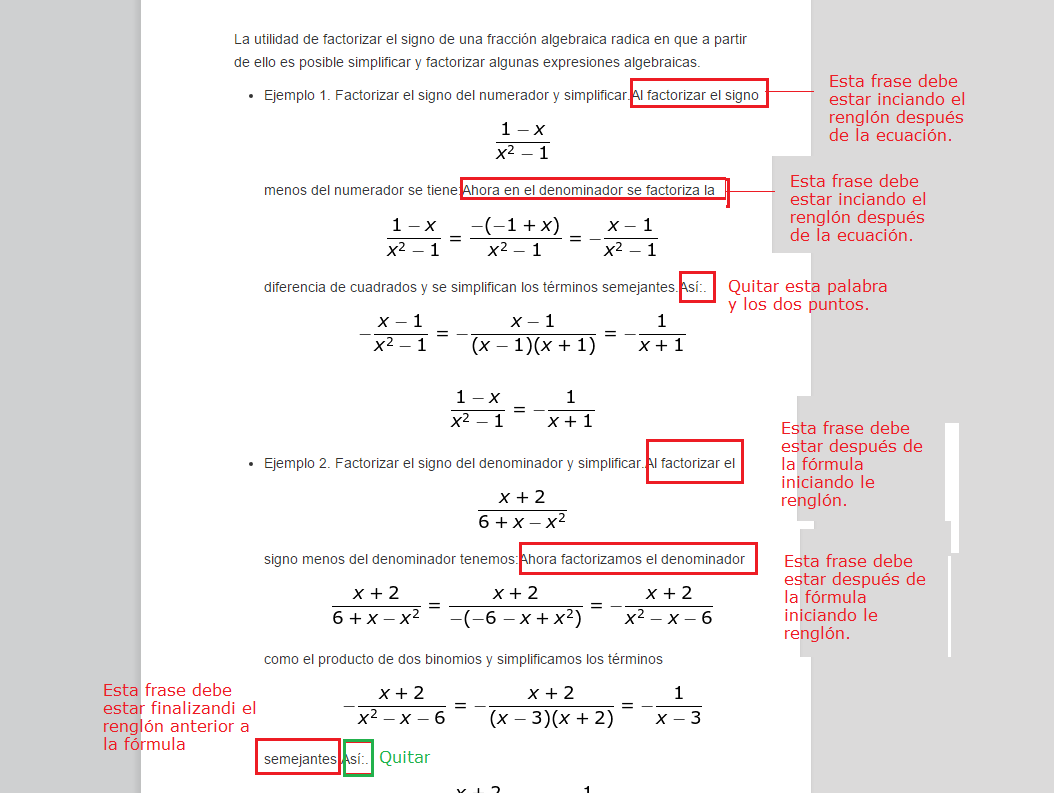 La utilidad de factorizar el signo de una fracción algebraica radica en que a partir
de ello es posible simplificar y factorizar algunas expresiones algebraicas.
• Ejemplo 1. Factorizar el signo del numerador y simplificar.Al factorizar el signo
Esta frase debe
estar inciando el
renglón después
de la ecuación.
(1 − x)/(x² − 1)
menos del numerador se tiene:Ahora en el denominador se factoriza la
Esta frase debe
estar inciando el
renglón después
de la ecuación.
(1 − x)/(x² − 1) = (−(−1 + x))/(x² − 1) = −(x − 1)/(x² − 1)
diferencia de cuadrados y se simplifican los términos semejantes.Así:.
Quitar esta palabra
y los dos puntos.
−(x − 1)/(x² − 1) = −(x − 1)/((x − 1)(x + 1)) = −1/(x + 1)
(1 − x)/(x² − 1) = −1/(x + 1)
• Ejemplo 2. Factorizar el signo del denominador y simplificar.Al factorizar el
Esta frase debe
estar después de
la fórmula
iniciando le
renglón.
(x + 2)/(6 + x − x²)
signo menos del denominador tenemos:Ahora factorizamos el denominador
Esta frase debe
estar después de
la fórmula
iniciando le
renglón.
(x + 2)/(6 + x − x²) = (x + 2)/(−(−6 − x + x²)) = −(x + 2)/(x² − x − 6)
como el producto de dos binomios y simplificamos los términos
−(x + 2)/(x² − x − 6) = −(x + 2)/((x − 3)(x + 2)) = −1/(x − 3)
Esta frase debe
estar finalizandi el
renglón anterior a
la fórmula
semejantes.Así:. Quitar
x + 2 1